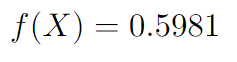 f(X) = 0.5981